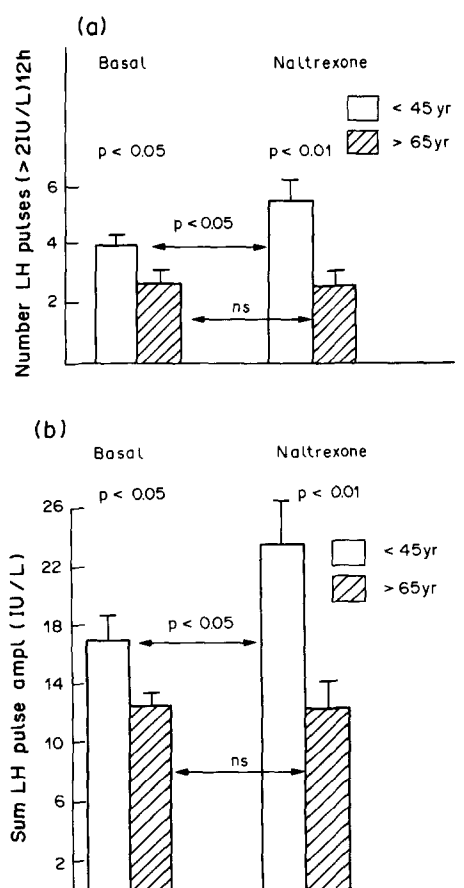 (a)
Basal Naltrexone
< 45 yr
> 65 yr
p < 0.05 p < 0.01
p < 0.05
ns
6
4
2
Number LH pulses (> 2IU/L)12h
(b)
Basal Naltrexone
p < 0.05 p < 0.01
< 45yr
> 65yr
p < 0.05
ns
26
22
18
14
10
6
2
Sum LH pulse ampl (IU/L)